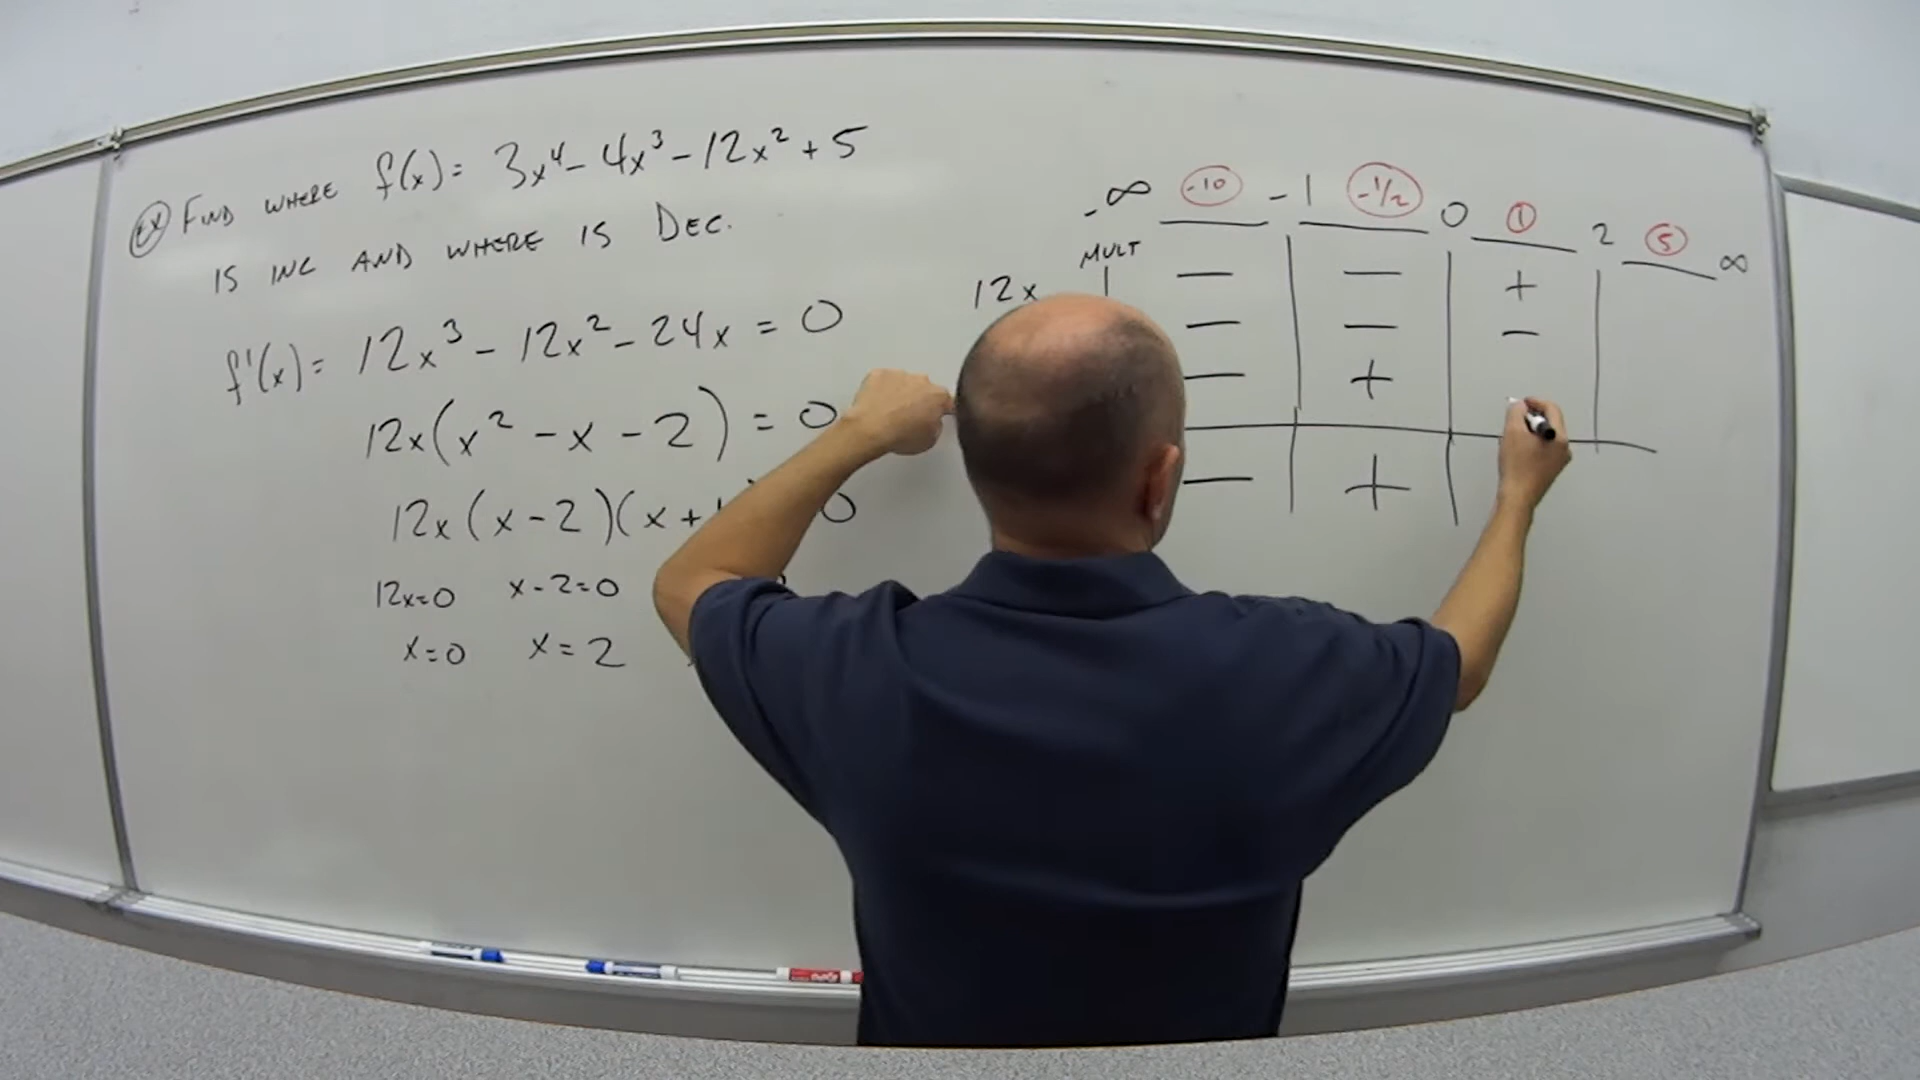 Ex FIND WHERE f(x) = 3x⁴ - 4x³ - 12x² + 5
IS INC AND WHERE IS DEC.
f'(x) = 12x³ - 12x² - 24x = 0
12x(x² - x - 2) = 0
12x(x-2)(x+ 0
12x=0 x-2=0
x=0 x=2
-∞ -10 -1 -1/2 0 1 2 5 ∞
MULT
12x — — +
— — —
— +
— +